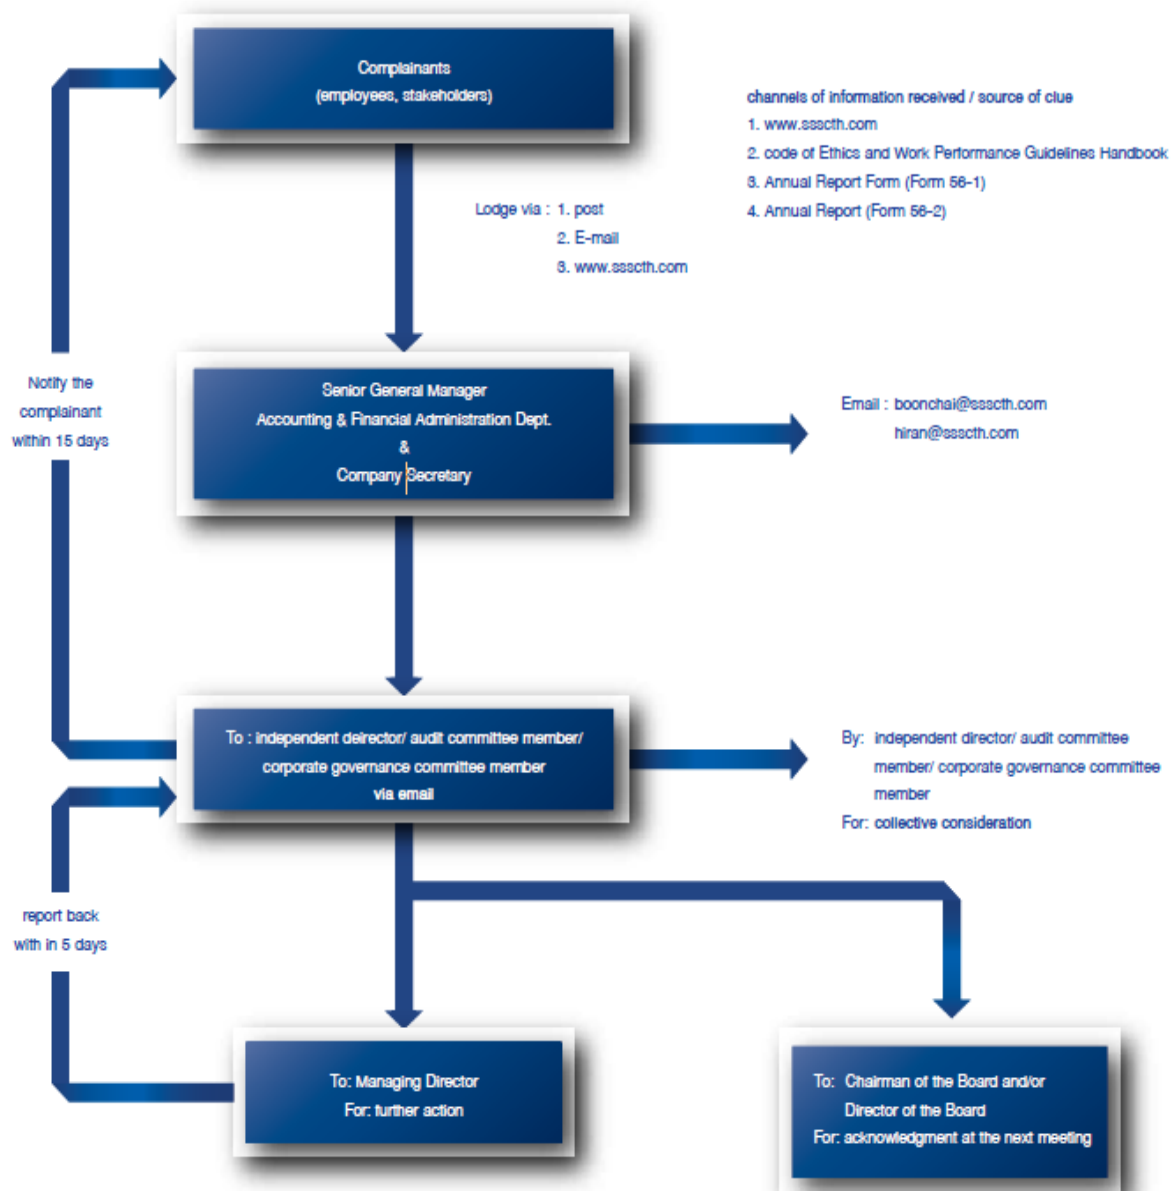 Complainants
(employees, stakeholders)
channels of information received / source of clue
1. www.ssscth.com
2. code of Ethics and Work Performance Guidelines Handbook
3. Annual Report Form (Form 56-1)
4. Annual Report (Form 56-2)
Lodge via : 1. post
2. E-mail
3. www.ssscth.com
Notify the
complainant
within 15 days
Senior General Manager
Accounting & Financial Administration Dept.
&
Company Secretary
Email : boonchai@ssscth.com
hiran@ssscth.com
To : independent deirector/ audit committee member/
corporate governance committee member
via email
By: independent director/ audit committee
member/ corporate governance committee
member
For: collective consideration
report back
with in 5 days
To: Managing Director
For: further action
To: Chairman of the Board and/or
Director of the Board
For: acknowledgment at the next meeting